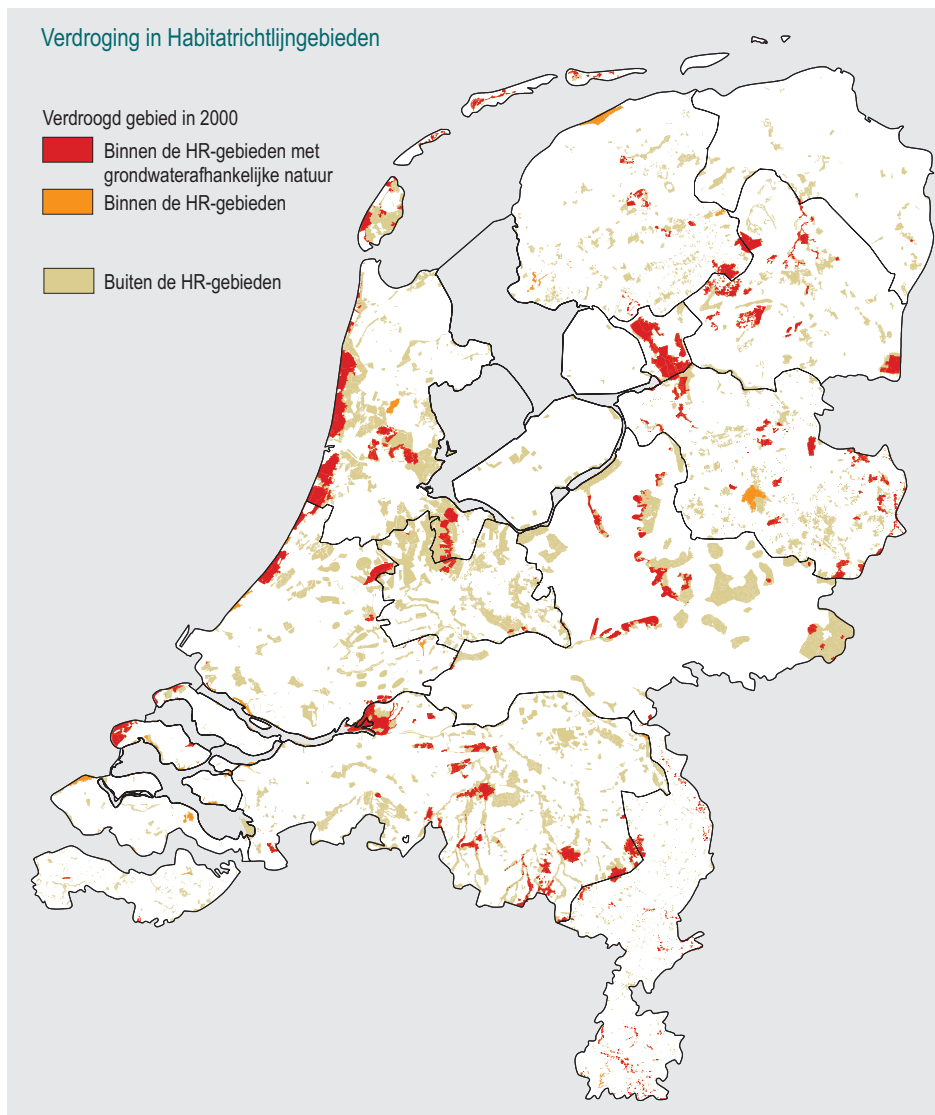 Verdroging in Habitatrichtlijngebieden
Verdroogd gebied in 2000
Binnen de HR-gebieden met
grondwaterafhankelijke natuur
Binnen de HR-gebieden
Buiten de HR-gebieden